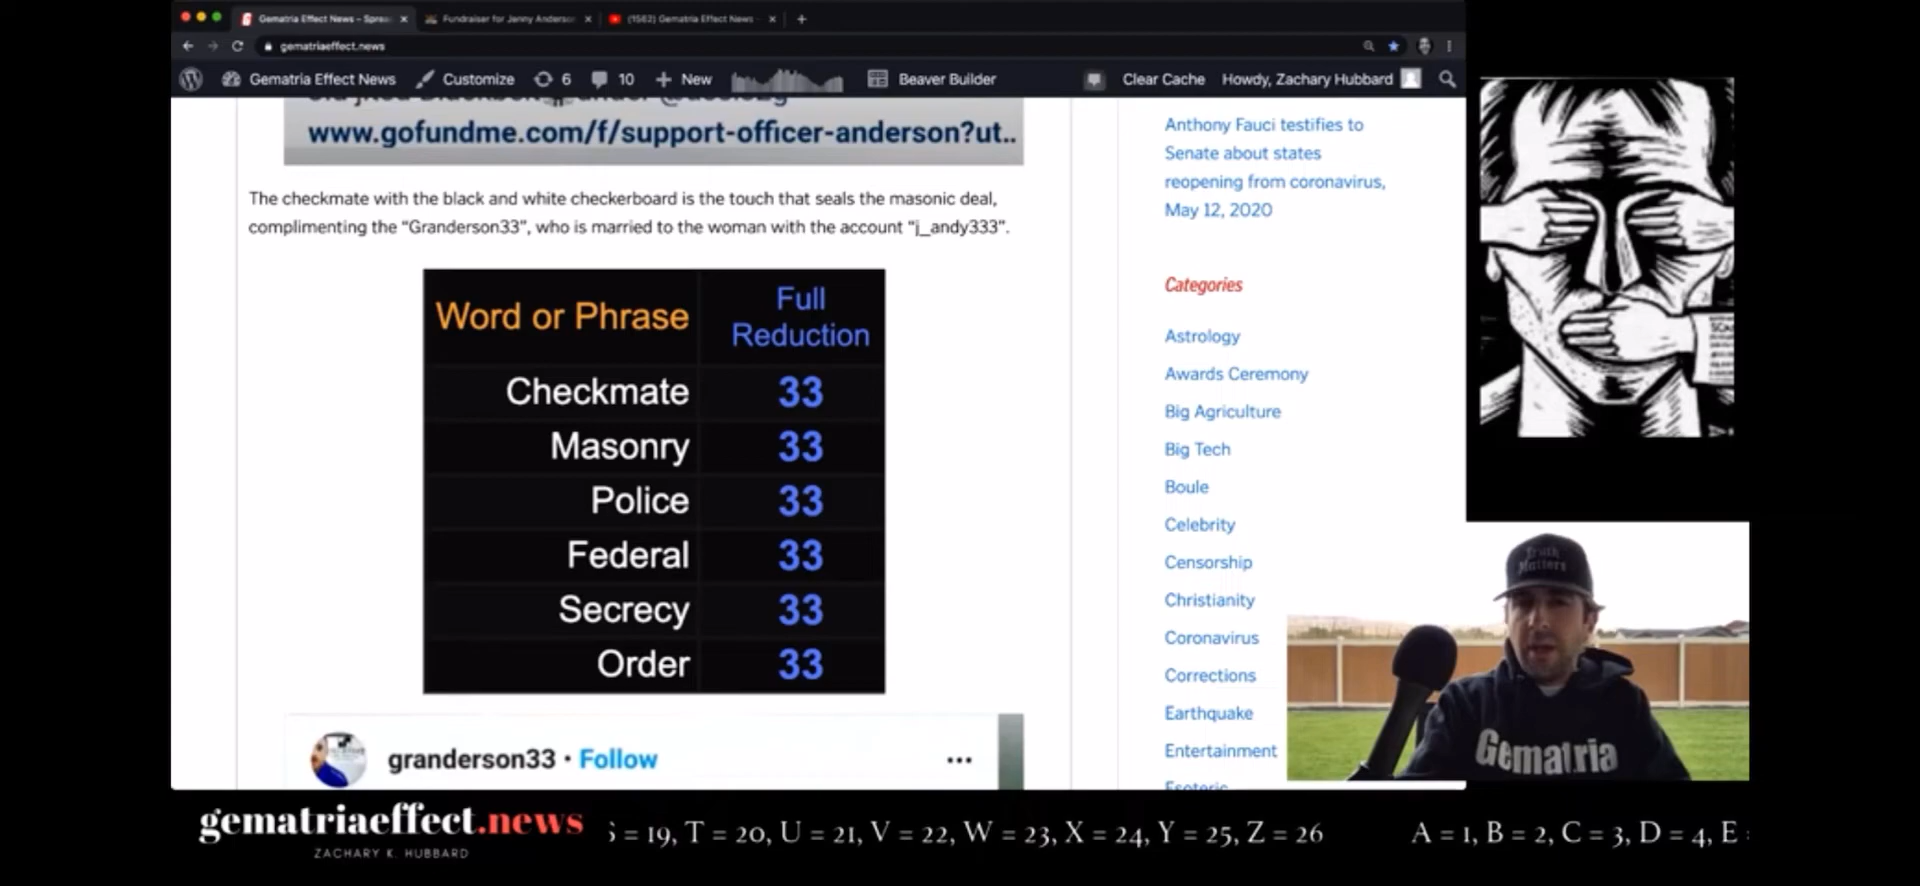 Gematria Effect News - Sprea
Fundraiser for Jenny Anderson
(1562) Gematria Effect News -
gematriaeffect.news
Gematria Effect News
Customize
6
10
New
Beaver Builder
Clear Cache
Howdy, Zachary Hubbard
www.gofundme.com/f/support-officer-anderson?ut..
The checkmate with the black and white checkerboard is the touch that seals the masonic deal,
complimenting the “Granderson33”, who is married to the woman with the account “j_andy333”.
Word or Phrase
Full
Reduction
Checkmate 33
Masonry 33
Police 33
Federal 33
Secrecy 33
Order 33
granderson33 · Follow
Anthony Fauci testifies to
Senate about states
reopening from coronavirus,
May 12, 2020
Categories
Astrology
Awards Ceremony
Big Agriculture
Big Tech
Boule
Celebrity
Censorship
Christianity
Coronavirus
Corrections
Earthquake
Entertainment
Esoteric
Truth
Matters
Gematria
gematriaeffect.news
ZACHARY K. HUBBARD
S = 19, T = 20, U = 21, V = 22, W = 23, X = 24, Y = 25, Z = 26 A = 1, B = 2, C = 3, D = 4, E